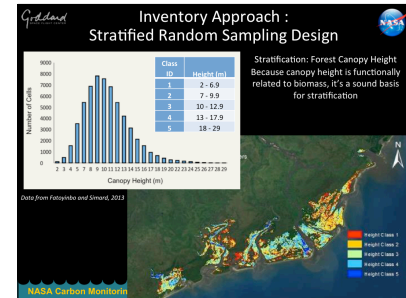 Goddard
Inventory Approach :
Stratified Random Sampling Design
NASA
9000
8000
7000
6000
5000
4000
3000
2000
1000
0
Number of Cells
2 3 4 5 6 7 8 9 10 11 12 13 14 15 16 17 18 19 20 21 22 23 24 25 26 27 28 29
Canopy Height (m)
Class
ID Height (m)
1 2 - 6.9
2 7 - 9.9
3 10 - 12.9
4 13 - 17.9
5 18 - 29
Stratification: Forest Canopy Height
Because canopy height is functionally
related to biomass, it's a sound basis
for stratification
Data from Fatoyinbo and Simard, 2013
Height Class 1
Height Class 2
Height Class 3
Height Class 4
Height Class 5
NASA Carbon Monitorin